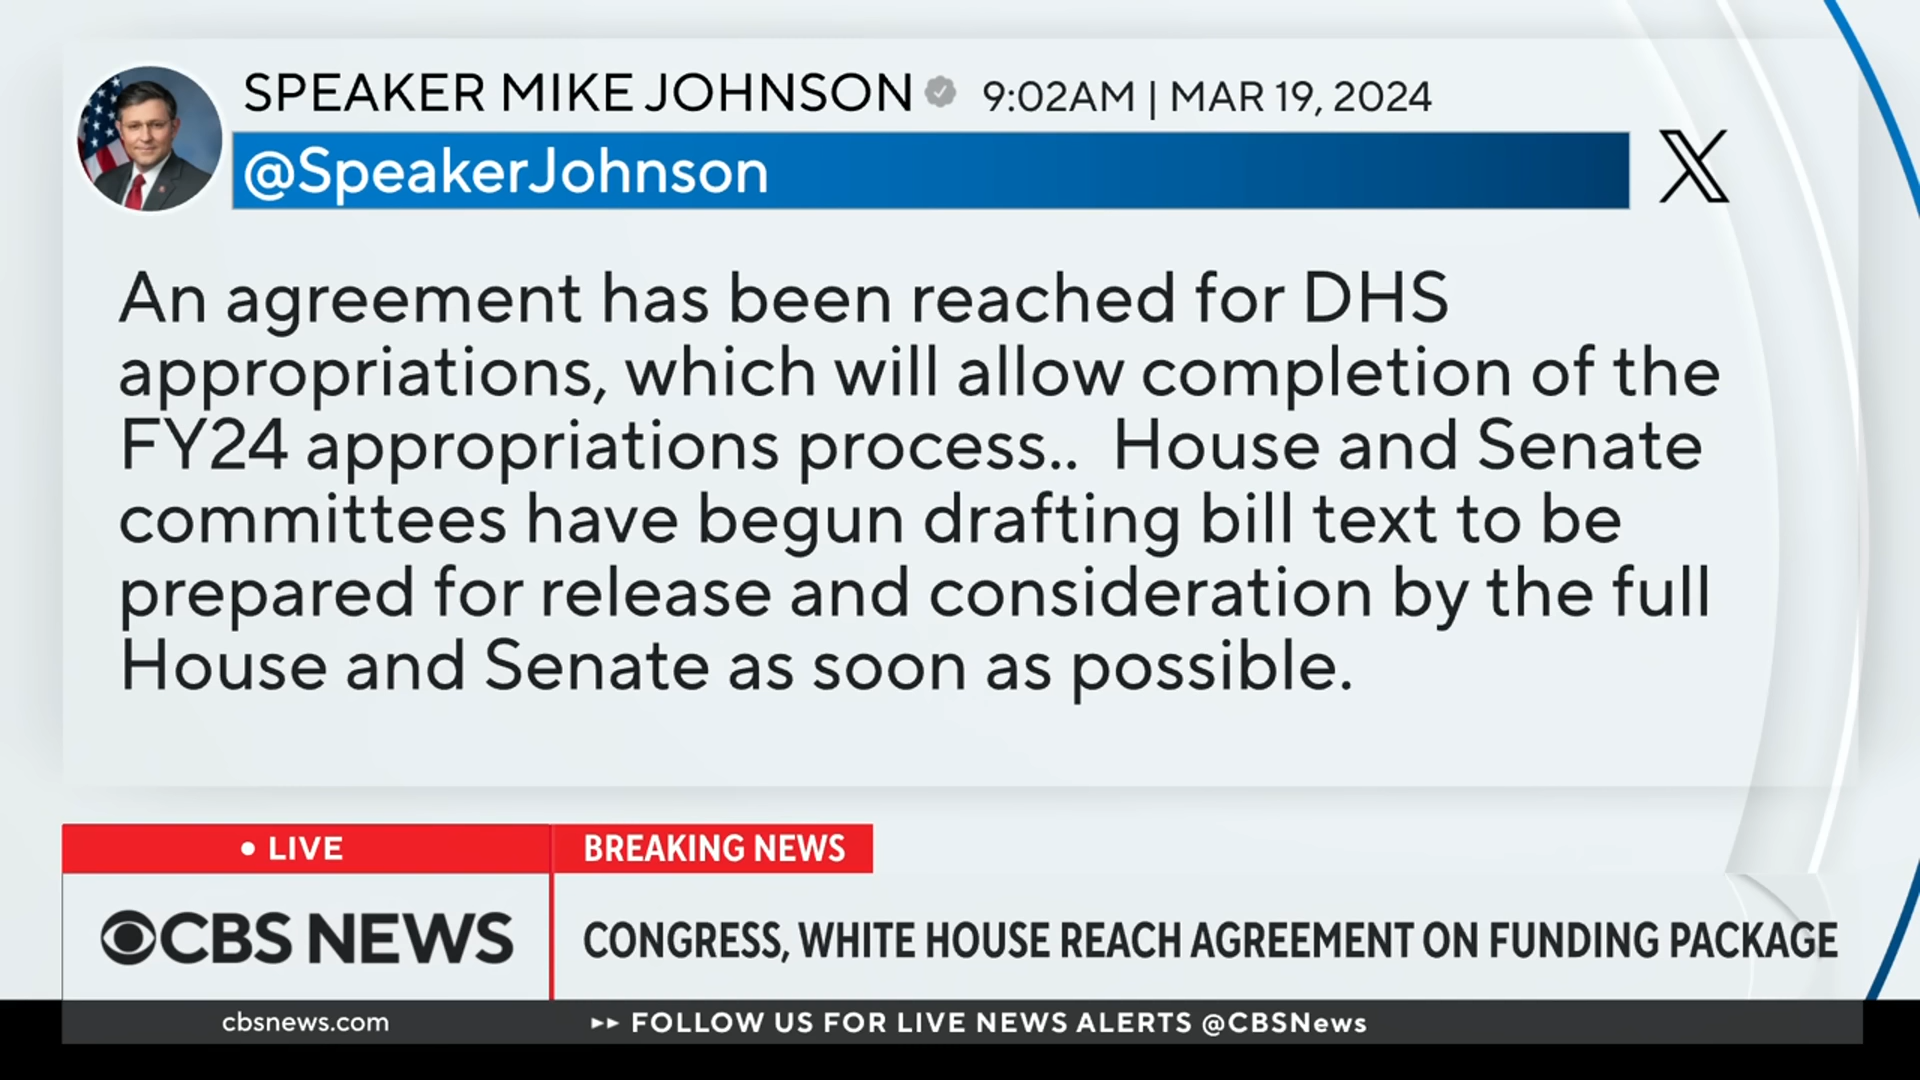 SPEAKER MIKE JOHNSON 9:02AM | MAR 19, 2024
@SpeakerJohnson
An agreement has been reached for DHS
appropriations, which will allow completion of the
FY24 appropriations process..  House and Senate
committees have begun drafting bill text to be
prepared for release and consideration by the full
House and Senate as soon as possible.
• LIVE
BREAKING NEWS
CBS NEWS
CONGRESS, WHITE HOUSE REACH AGREEMENT ON FUNDING PACKAGE
cbsnews.com
FOLLOW US FOR LIVE NEWS ALERTS @CBSNews